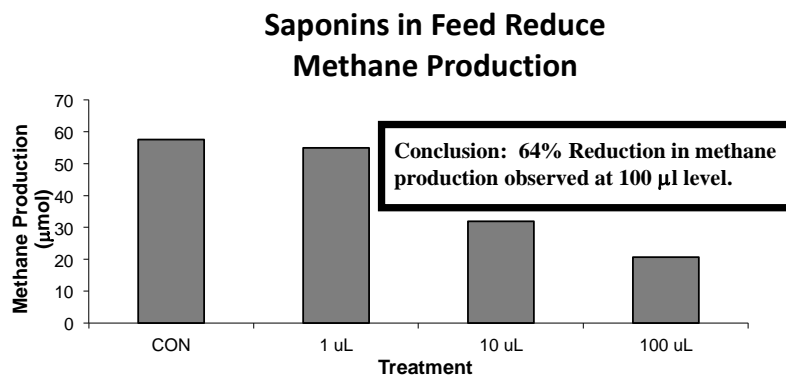 Saponins in Feed Reduce
Methane Production
Methane Production
(μmol)
70
60
50
40
30
20
10
0
Conclusion:  64% Reduction in methane
production observed at 100 μl level.
CON
1 uL
10 uL
100 uL
Treatment